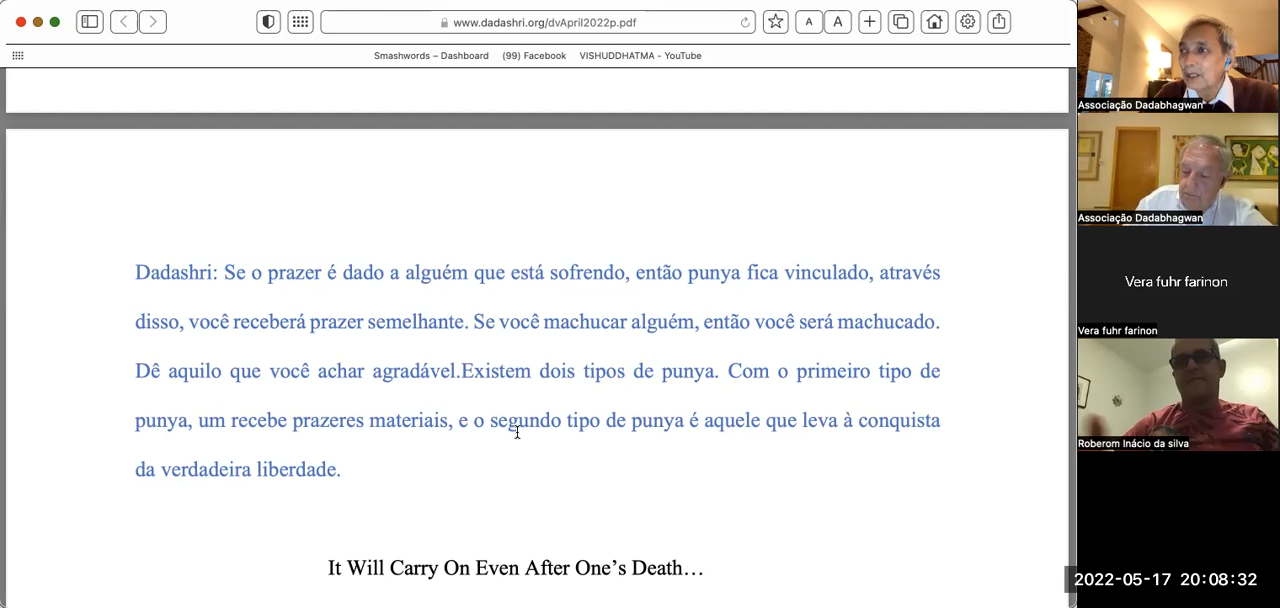 www.dadashri.org/dvApril2022p.pdf
A A
Smashwords – Dashboard (99) Facebook VISHUDDHATMA - YouTube
Dadashri: Se o prazer é dado a alguém que está sofrendo, então punya fica vinculado, através
disso, você receberá prazer semelhante. Se você machucar alguém, então você será machucado.
Dê aquilo que você achar agradável.Existem dois tipos de punya. Com o primeiro tipo de
punya, um recebe prazeres materiais, e o segundo tipo de punya é aquele que leva à conquista
da verdadeira liberdade.
It Will Carry On Even After One’s Death…
Associação Dadabhagwan
Associação Dadabhagwan
Vera fuhr farinon
Vera fuhr farinon
Roberom Inácio da silva
2022-05-17 20:08:32